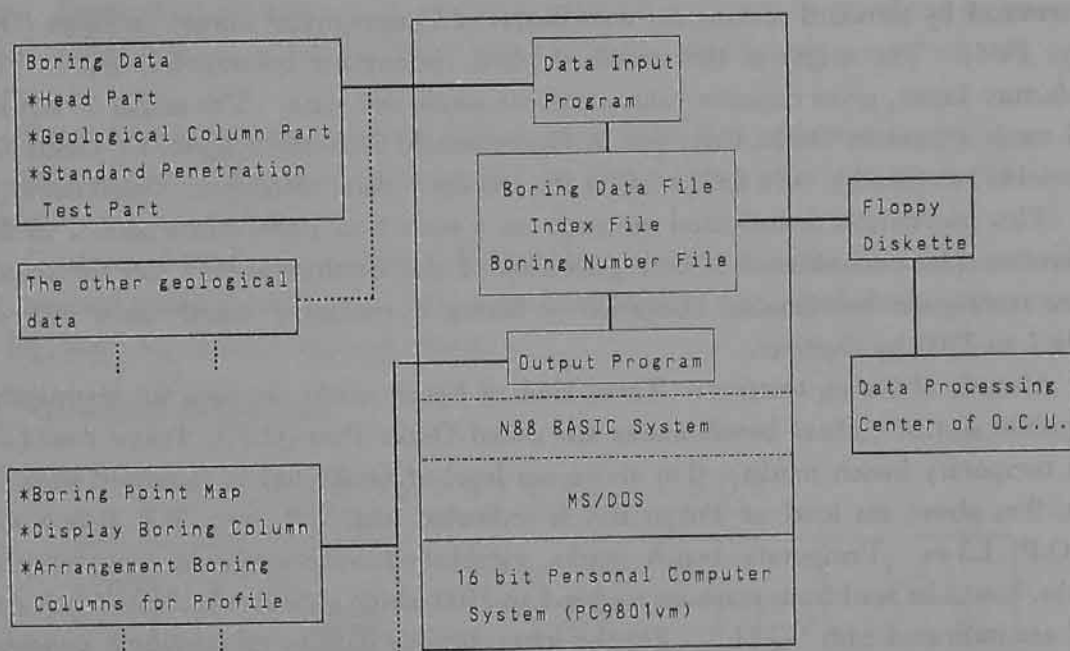 Boring Data
*Head Part
*Geological Column Part
*Standard Penetration
Test Part
The other geological
data
*Boring Point Map
*Display Boring Column
*Arrangement Boring
Columns for Profile
Data Input
Program
Boring Data File
Index File
Boring Number File
Output Program
N88 BASIC System
MS/DOS
16 bit Personal Computer
System (PC9801vm)
Floppy
Diskette
Data Processing
Center of O.C.U.